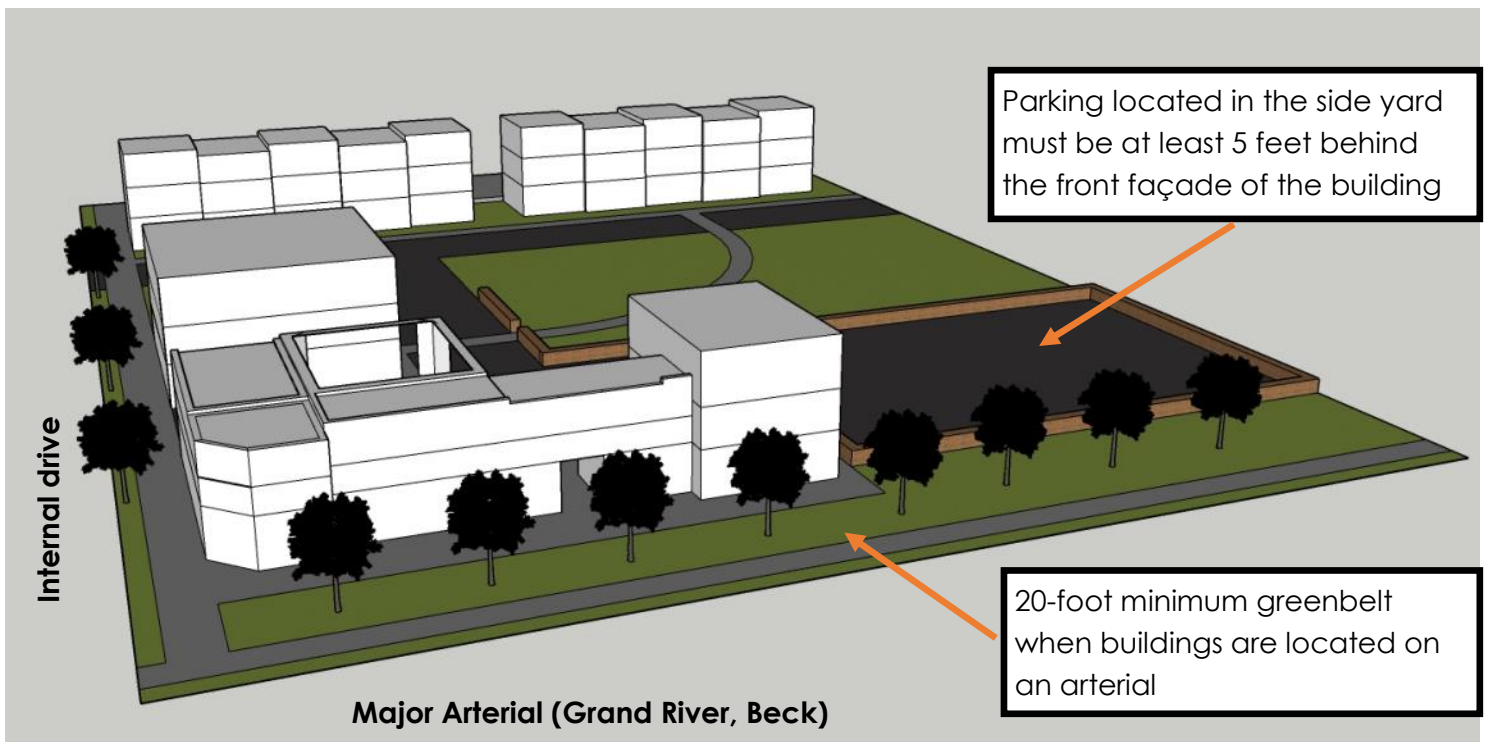 Parking located in the side yard
must be at least 5 feet behind
the front façade of the building
Internal drive
20-foot minimum greenbelt
when buildings are located on
an arterial
Major Arterial (Grand River, Beck)